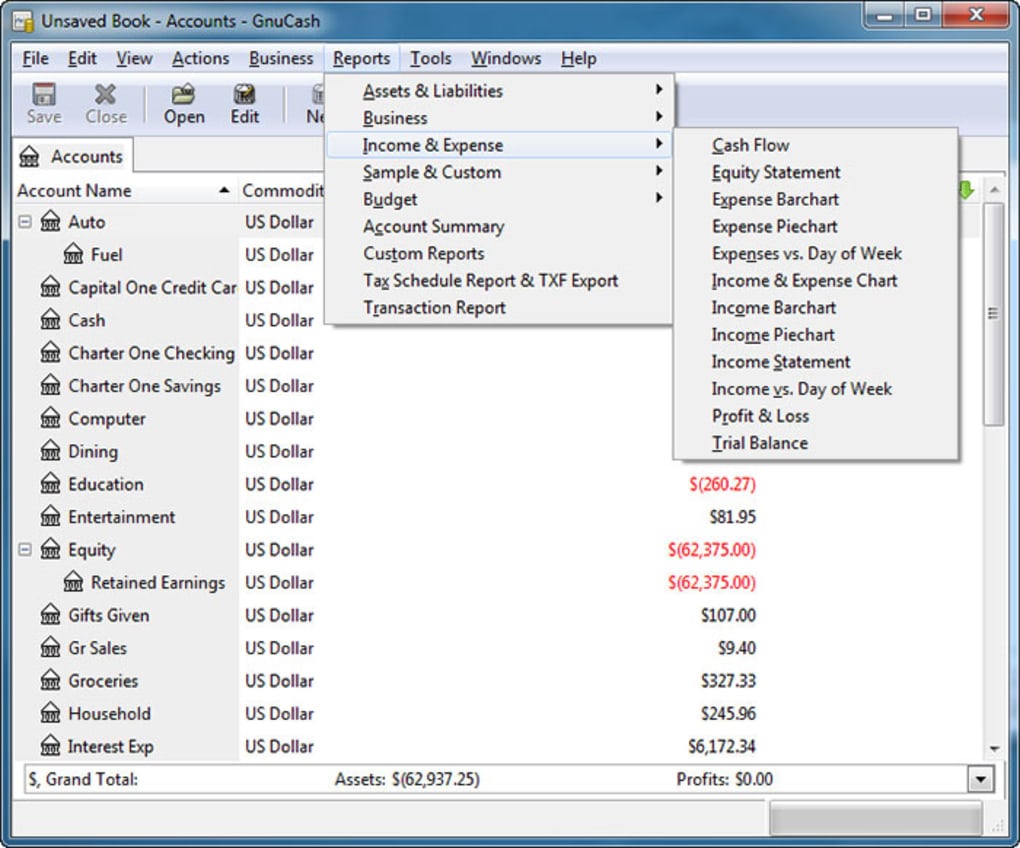 Unsaved Book - Accounts - GnuCash
File Edit View Actions Business Reports Tools Windows Help
Save Close Open Edit
Accounts
Account Name
Assets & Liabilities
Business
Income & Expense
Sample & Custom
Budget
Account Summary
Custom Reports
Tax Schedule Report & TXF Export
Transaction Report
Cash Flow
Equity Statement
Expense Barchart
Expense Piechart
Expenses vs. Day of Week
Income & Expense Chart
Income Barchart
Income Piechart
Income Statement
Income vs. Day of Week
Profit & Loss
Trial Balance
Auto US Dollar
Fuel US Dollar
Capital One Credit Car US Dollar
Cash US Dollar
Charter One Checking US Dollar
Charter One Savings US Dollar
Computer US Dollar
Dining US Dollar
Education US Dollar $(260.27)
Entertainment US Dollar $81.95
Equity US Dollar $(62,375.00)
Retained Earnings US Dollar $(62,375.00)
Gifts Given US Dollar $107.00
Gr Sales US Dollar $9.40
Groceries US Dollar $327.33
Household US Dollar $245.96
Interest Exp US Dollar $6,172.34
$, Grand Total: Assets: $(62,937.25) Profits: $0.00